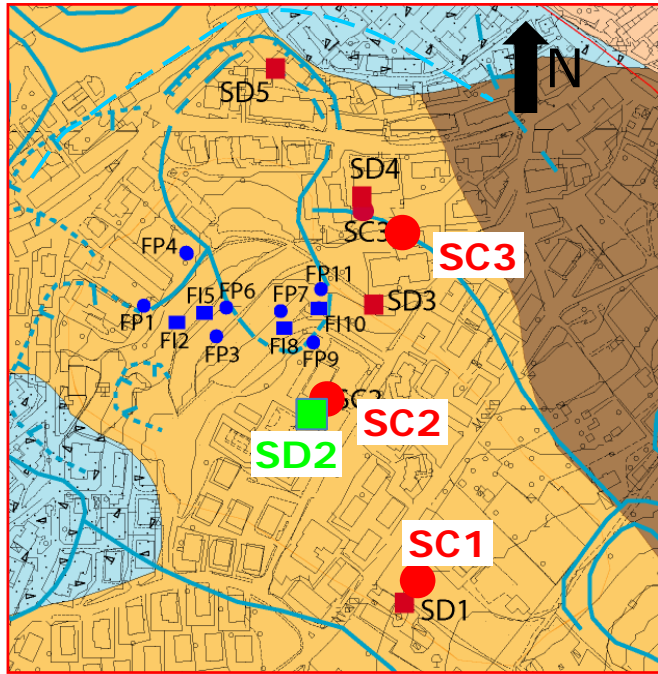 N
SD5
SD4
SC3
SC3
FP4
FP11
FP1
FI5
FP6
FP7
SD3
FI2
FP3
FI8
FI10
FP9
SC2
SC2
SD2
SC1
SD1